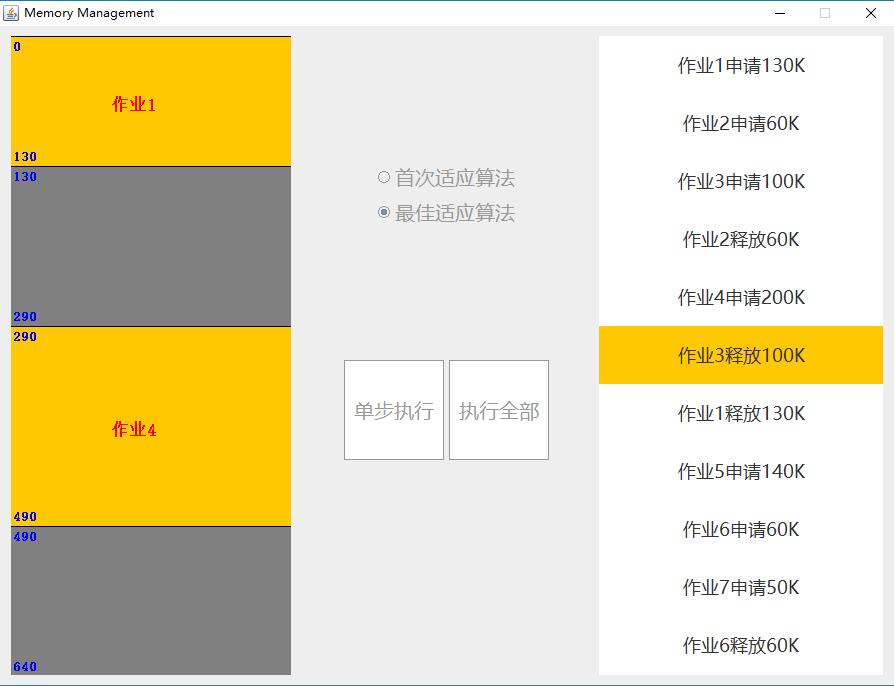 Memory Management
0
作业1
130
130
290
290
作业4
490
490
640
首次适应算法
最佳适应算法
单步执行
执行全部
作业1申请130K
作业2申请60K
作业3申请100K
作业2释放60K
作业4申请200K
作业3释放100K
作业1释放130K
作业5申请140K
作业6申请60K
作业7申请50K
作业6释放60K